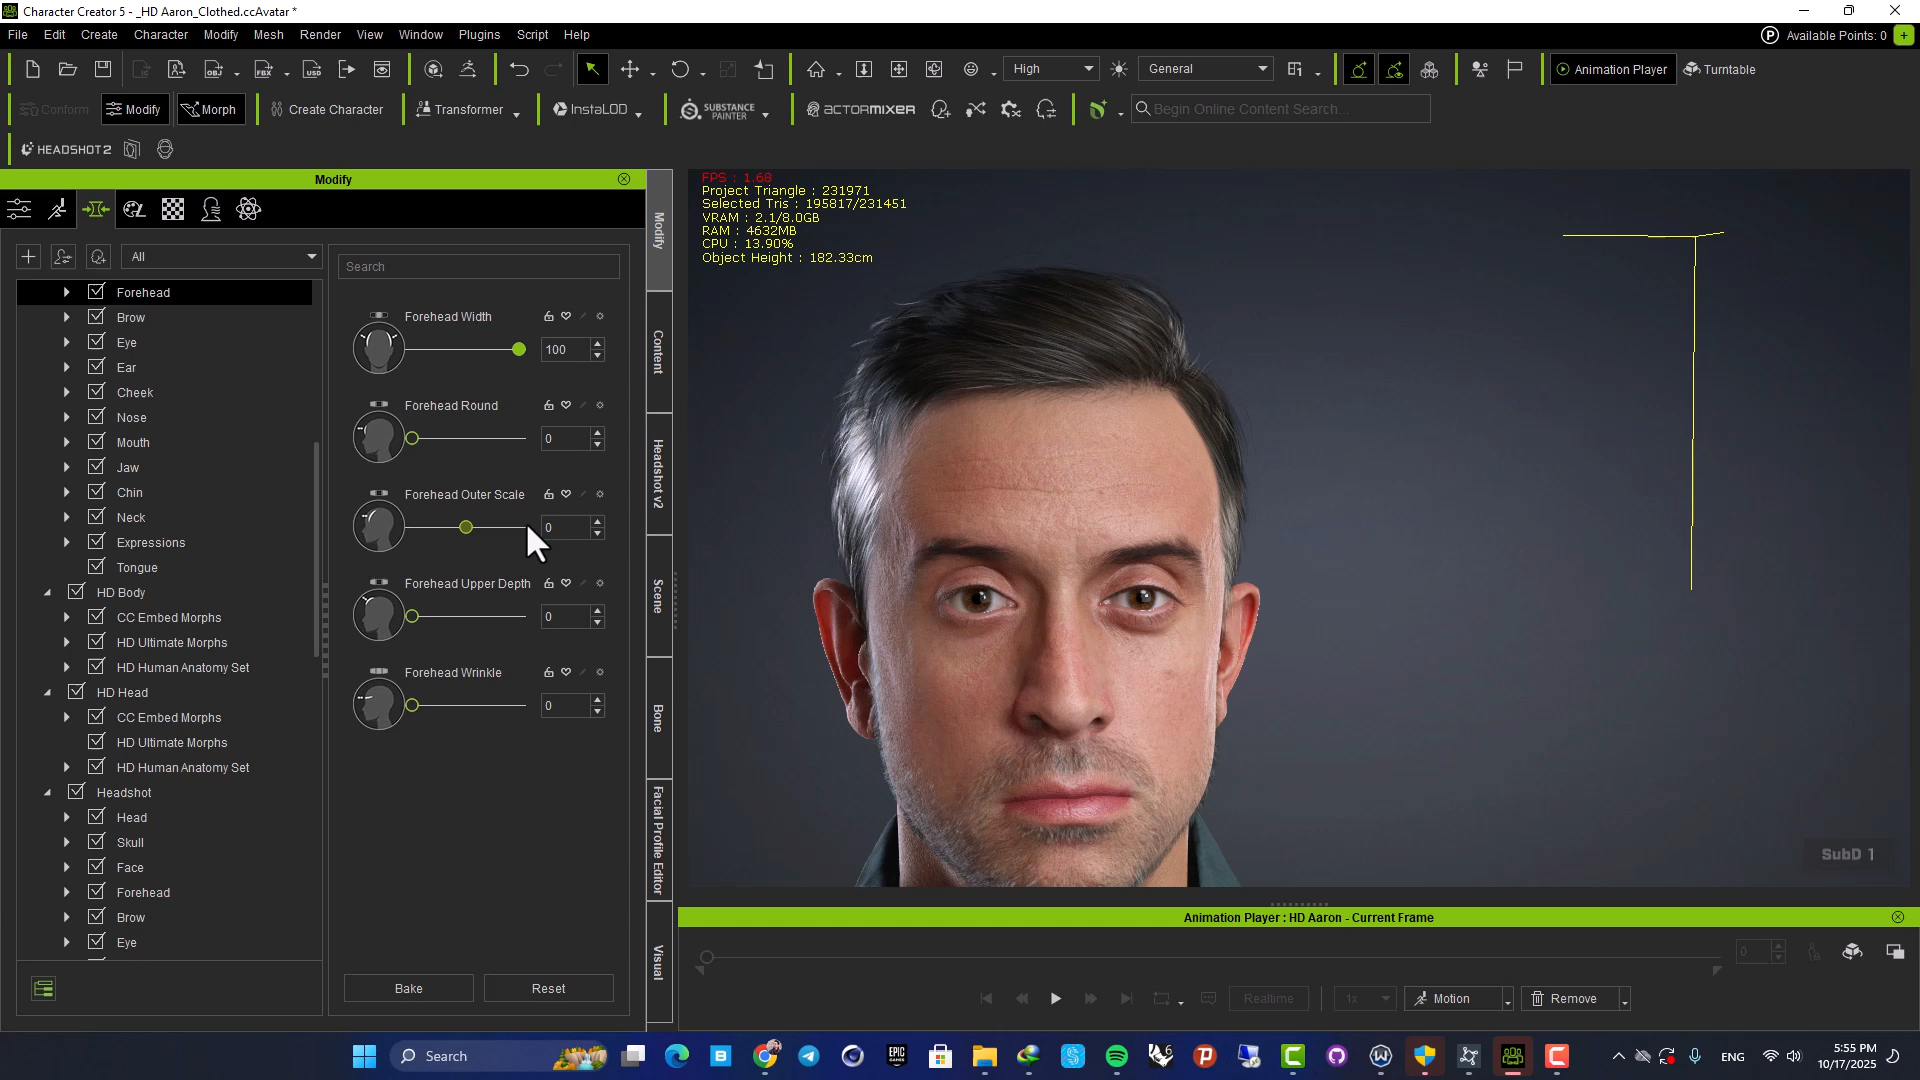 Character Creator 5 - _HD Aaron_Clothed.ccAvatar *
File Edit Create Character Modify Mesh Render View Window Plugins Script Help
P Available Points: 0 +
High
General
Animation Player
Turntable
Conform
Modify
Morph
Create Character
Transformer
InstaLOD
SUBSTANCE PAINTER
ACTORMIXER
Begin Online Content Search...
HEADSHOT 2
Modify
All
Search
Forehead
Brow
Eye
Ear
Cheek
Nose
Mouth
Jaw
Chin
Neck
Expressions
Tongue
HD Body
CC Embed Morphs
HD Ultimate Morphs
HD Human Anatomy Set
HD Head
CC Embed Morphs
HD Ultimate Morphs
HD Human Anatomy Set
Headshot
Head
Skull
Face
Forehead
Brow
Eye
Forehead Width
100
Forehead Round
0
Forehead Outer Scale
0
Forehead Upper Depth
0
Forehead Wrinkle
0
Bake
Reset
Modify
Content
Headshot v2
Scene
Bone
Facial Profile Editor
Visual
FPS : 1.68
Project Triangle : 231971
Selected Tris : 195817/231451
VRAM : 2.1/8.0GB
RAM : 4632MB
CPU : 13.90%
Object Height : 182.33cm
SubD 1
Animation Player : HD Aaron - Current Frame
0
Realtime
1x
Motion
Remove
Search
EPIC GAMES
ENG
5:55 PM
10/17/2025